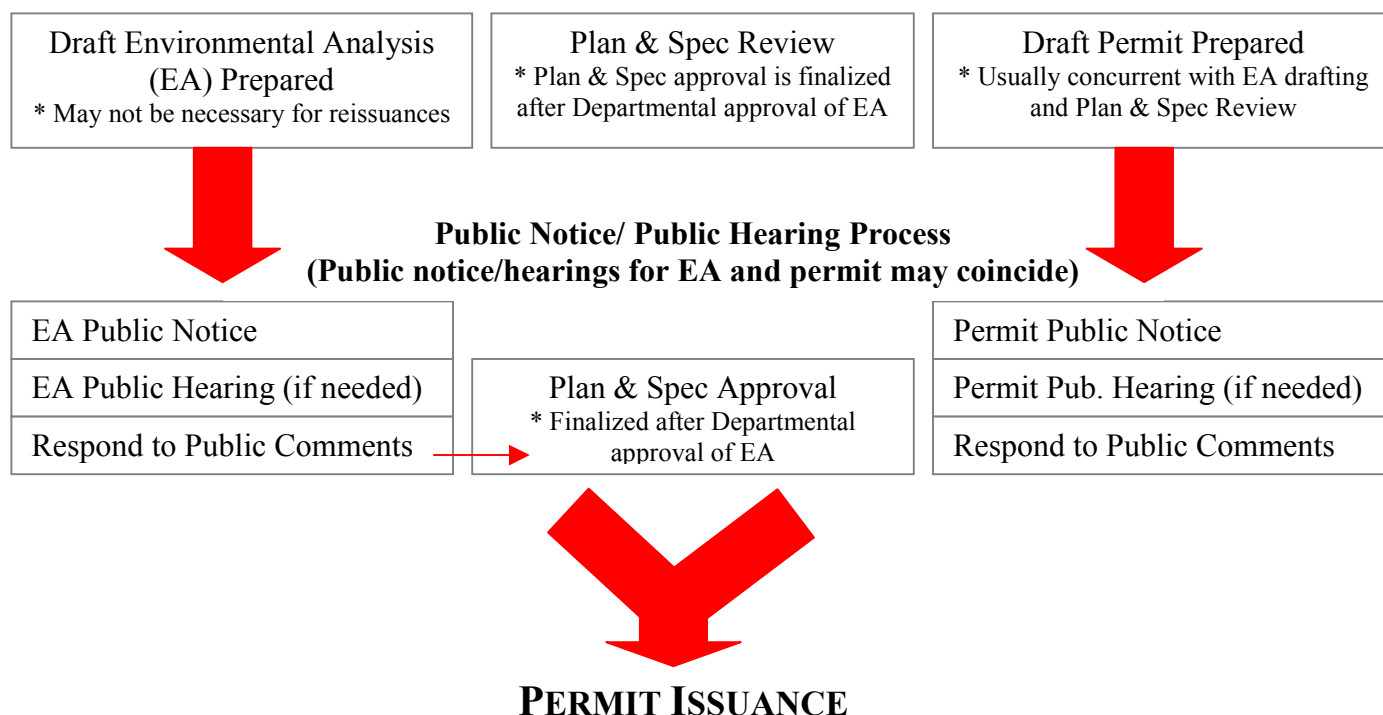 Draft Environmental Analysis
(EA) Prepared
* May not be necessary for reissuances
Plan & Spec Review
* Plan & Spec approval is finalized
after Departmental approval of EA
Draft Permit Prepared
* Usually concurrent with EA drafting
and Plan & Spec Review
Public Notice/ Public Hearing Process
(Public notice/hearings for EA and permit may coincide)
EA Public Notice
EA Public Hearing (if needed)
Respond to Public Comments
Plan & Spec Approval
* Finalized after Departmental
approval of EA
Permit Public Notice
Permit Pub. Hearing (if needed)
Respond to Public Comments
PERMIT ISSUANCE